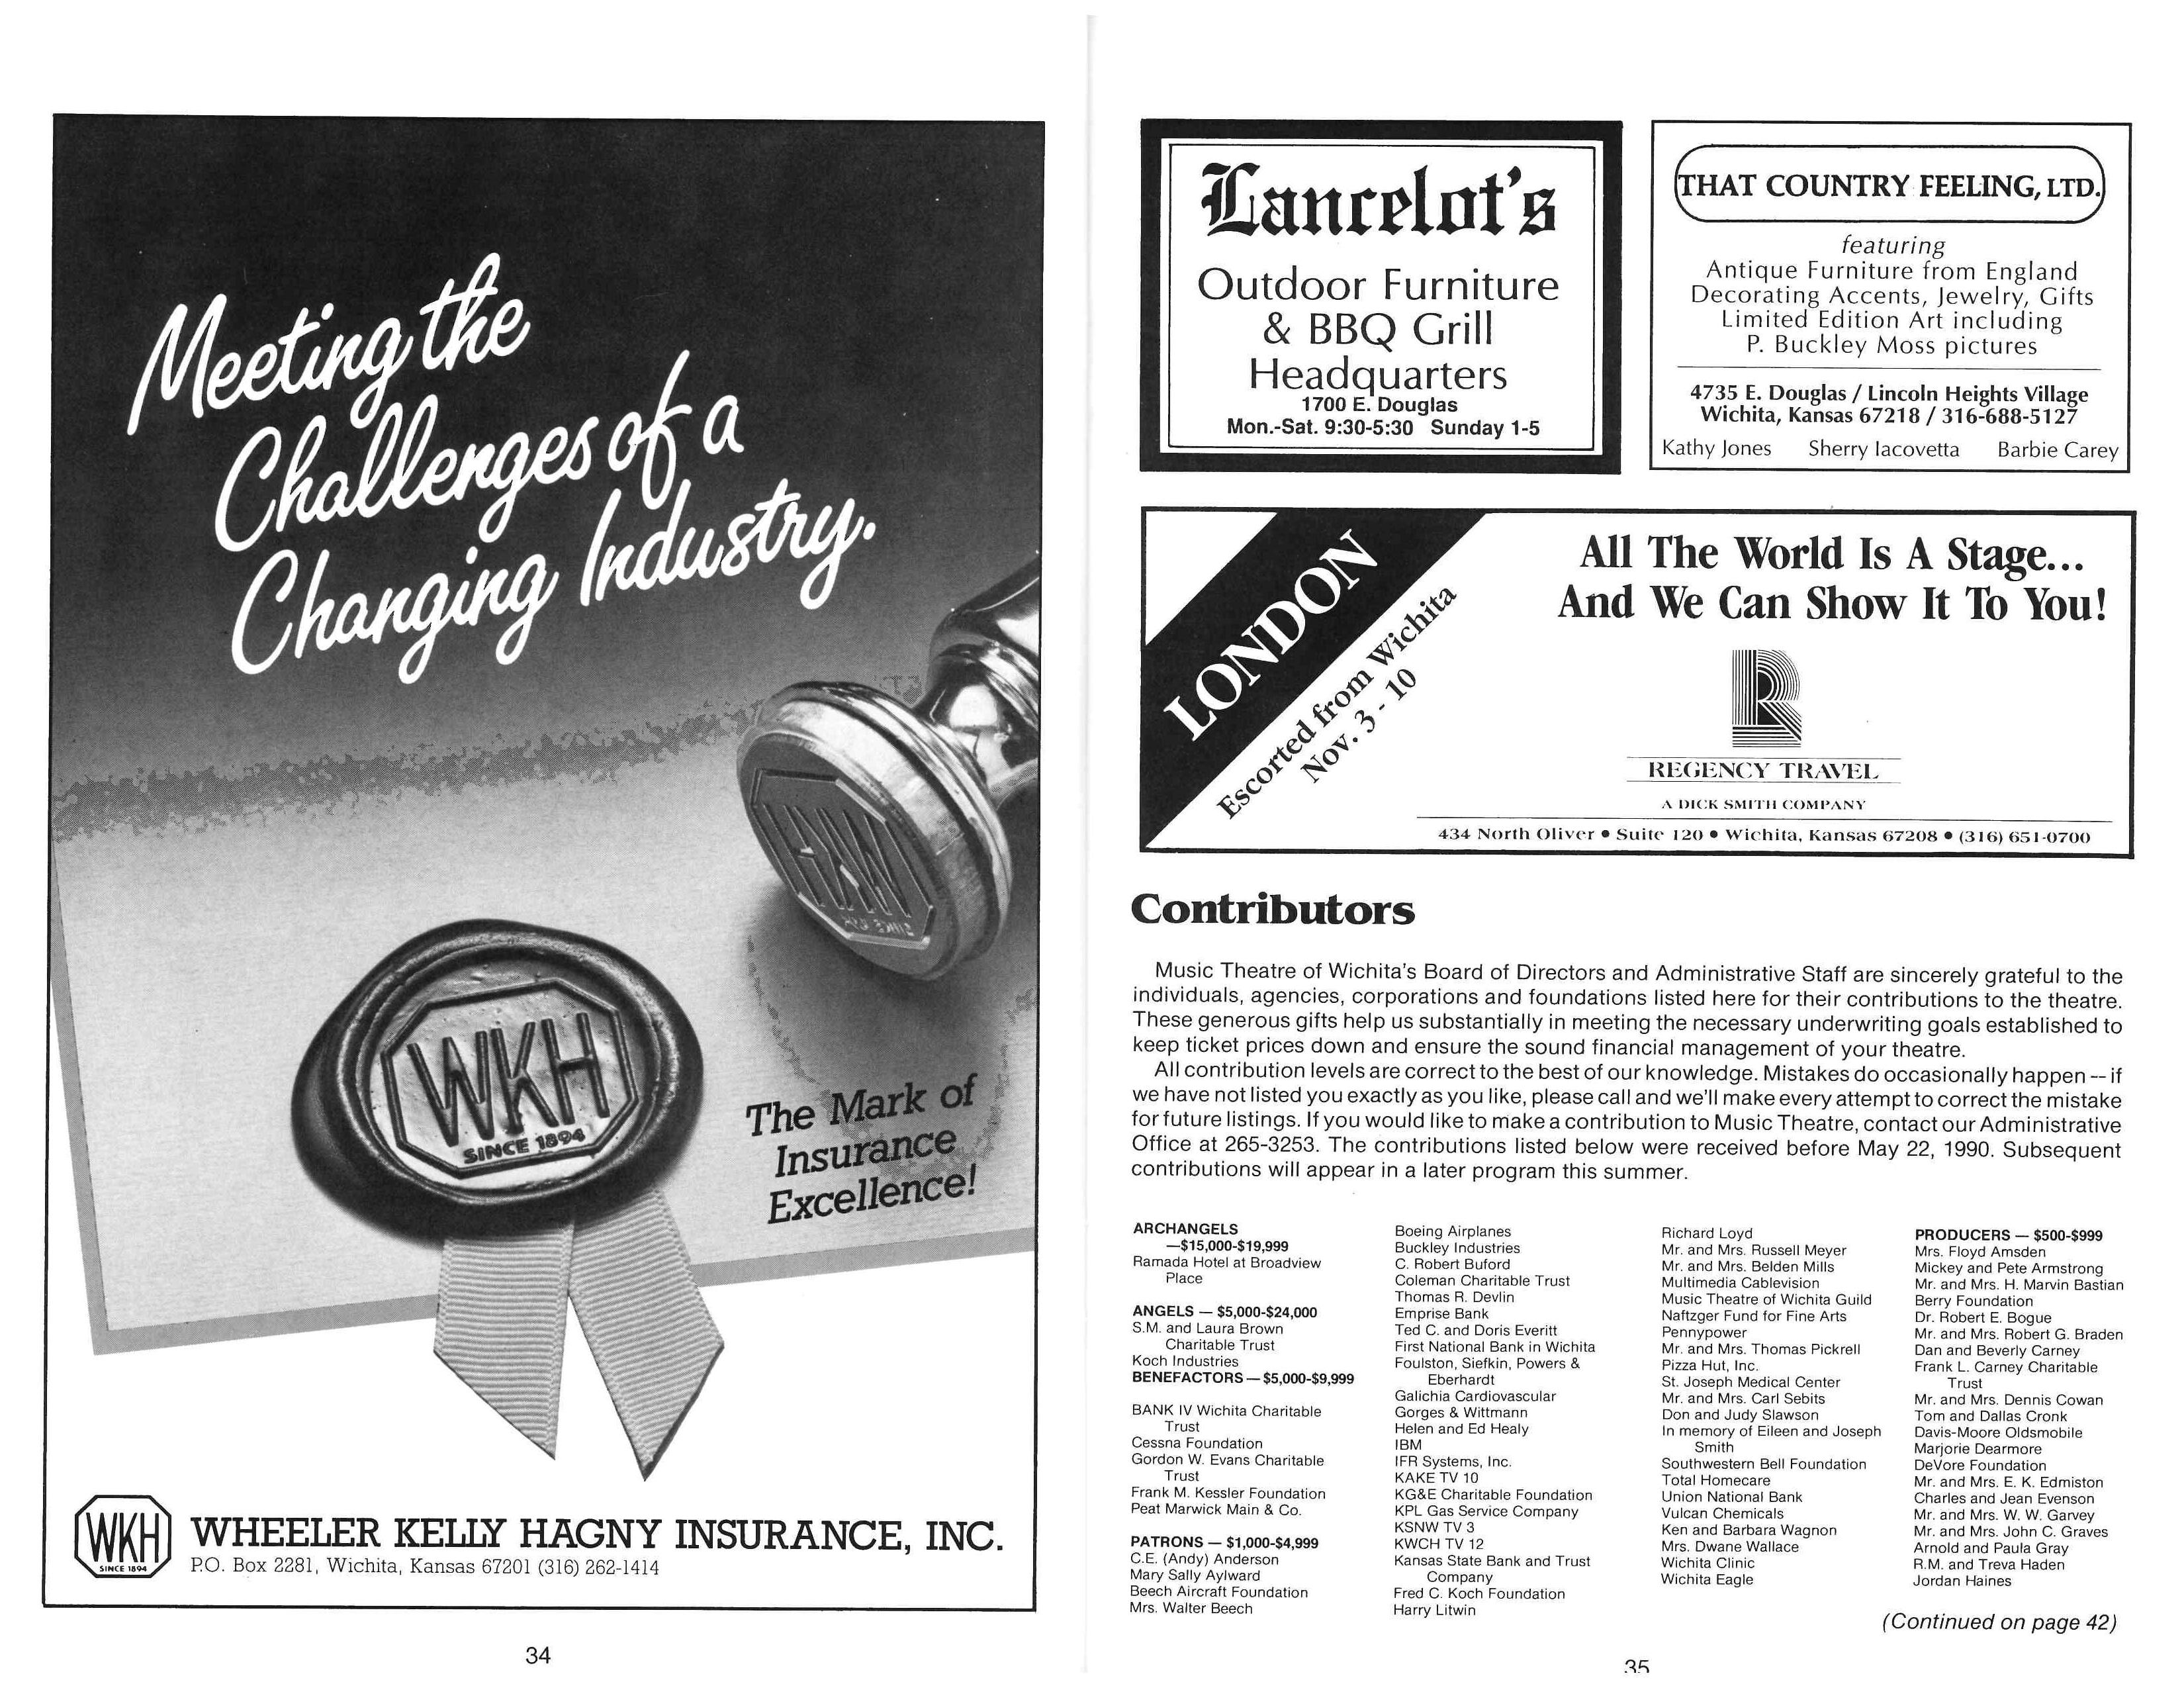 Meeting the
Challenges of a
Changing Industry.
WKH
SINCE 1894
WKH
SINCE 1894
The Mark of
Insurance
Excellence!
WKH
SINCE 1894
WHEELER KELLY HAGNY INSURANCE, INC.
P.O. Box 2281, Wichita, Kansas 67201 (316) 262-1414
34
Lancelot's
Outdoor Furniture
& BBQ Grill
Headquarters
1700 E. Douglas
Mon.-Sat. 9:30-5:30 Sunday 1-5
THAT COUNTRY FEELING, LTD.
featuring
Antique Furniture from England
Decorating Accents, Jewelry, Gifts
Limited Edition Art including
P. Buckley Moss pictures
4735 E. Douglas / Lincoln Heights Village
Wichita, Kansas 67218 / 316-688-5127
Kathy Jones Sherry Iacovetta Barbie Carey
LONDON
Escorted from Wichita
Nov. 3 - 10
All The World Is A Stage...
And We Can Show It To You!
R
REGENCY TRAVEL
A DICK SMITH COMPANY
434 North Oliver • Suite 120 • Wichita, Kansas 67208 • (316) 651-0700
Contributors
Music Theatre of Wichita's Board of Directors and Administrative Staff are sincerely grateful to the
individuals, agencies, corporations and foundations listed here for their contributions to the theatre.
These generous gifts help us substantially in meeting the necessary underwriting goals established to
keep ticket prices down and ensure the sound financial management of your theatre.
All contribution levels are correct to the best of our knowledge. Mistakes do occasionally happen -- if
we have not listed you exactly as you like, please call and we'll make every attempt to correct the mistake
for future listings. If you would like to make a contribution to Music Theatre, contact our Administrative
Office at 265-3253. The contributions listed below were received before May 22, 1990. Subsequent
contributions will appear in a later program this summer.
ARCHANGELS
—$15,000-$19,999
Ramada Hotel at Broadview
Place
ANGELS — $5,000-$24,000
S.M. and Laura Brown
Charitable Trust
Koch Industries
BENEFACTORS — $5,000-$9,999
BANK IV Wichita Charitable
Trust
Cessna Foundation
Gordon W. Evans Charitable
Trust
Frank M. Kessler Foundation
Peat Marwick Main & Co.
PATRONS — $1,000-$4,999
C.E. (Andy) Anderson
Mary Sally Aylward
Beech Aircraft Foundation
Mrs. Walter Beech
Boeing Airplanes
Buckley Industries
C. Robert Buford
Coleman Charitable Trust
Thomas R. Devlin
Emprise Bank
Ted C. and Doris Everitt
First National Bank in Wichita
Foulston, Siefkin, Powers &
Eberhardt
Galichia Cardiovascular
Gorges & Wittmann
Helen and Ed Healy
IBM
IFR Systems, Inc.
KAKE TV 10
KG&E Charitable Foundation
KPL Gas Service Company
KSNW TV 3
KWCH TV 12
Kansas State Bank and Trust
Company
Fred C. Koch Foundation
Harry Litwin
Richard Loyd
Mr. and Mrs. Russell Meyer
Mr. and Mrs. Belden Mills
Multimedia Cablevision
Music Theatre of Wichita Guild
Naftzger Fund for Fine Arts
Pennypower
Mr. and Mrs. Thomas Pickrell
Pizza Hut, Inc.
St. Joseph Medical Center
Mr. and Mrs. Carl Sebits
Don and Judy Slawson
In memory of Eileen and Joseph
Smith
Southwestern Bell Foundation
Total Homecare
Union National Bank
Vulcan Chemicals
Ken and Barbara Wagnon
Mrs. Dwane Wallace
Wichita Clinic
Wichita Eagle
PRODUCERS — $500-$999
Mrs. Floyd Amsden
Mickey and Pete Armstrong
Mr. and Mrs. H. Marvin Bastian
Berry Foundation
Dr. Robert E. Bogue
Mr. and Mrs. Robert G. Braden
Dan and Beverly Carney
Frank L. Carney Charitable
Trust
Mr. and Mrs. Dennis Cowan
Tom and Dallas Cronk
Davis-Moore Oldsmobile
Marjorie Dearmore
DeVore Foundation
Mr. and Mrs. E. K. Edmiston
Charles and Jean Evenson
Mr. and Mrs. W. W. Garvey
Mr. and Mrs. John C. Graves
Arnold and Paula Gray
R.M. and Treva Haden
Jordan Haines
(Continued on page 42)
35